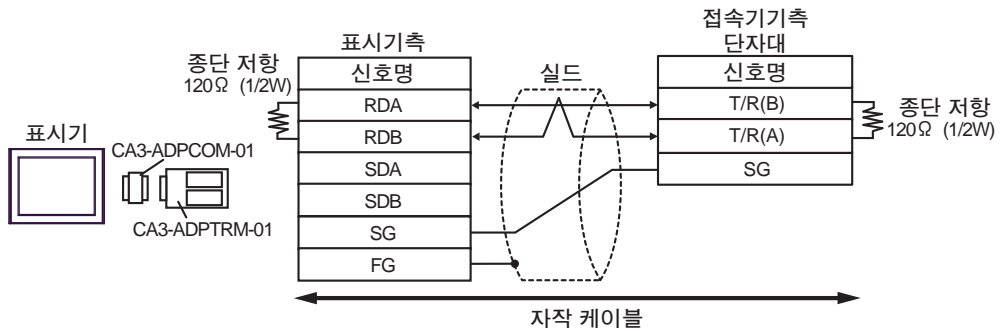 접속기기측
단자대
표시기측
종단 저항
120Ω (1/2W)
신호명
실드
신호명
RDA
T/R(B)
종단 저항
120Ω (1/2W)
표시기
RDB
T/R(A)
CA3-ADPCOM-01
SDA
SG
SDB
CA3-ADPTRM-01
SG
FG
자작 케이블